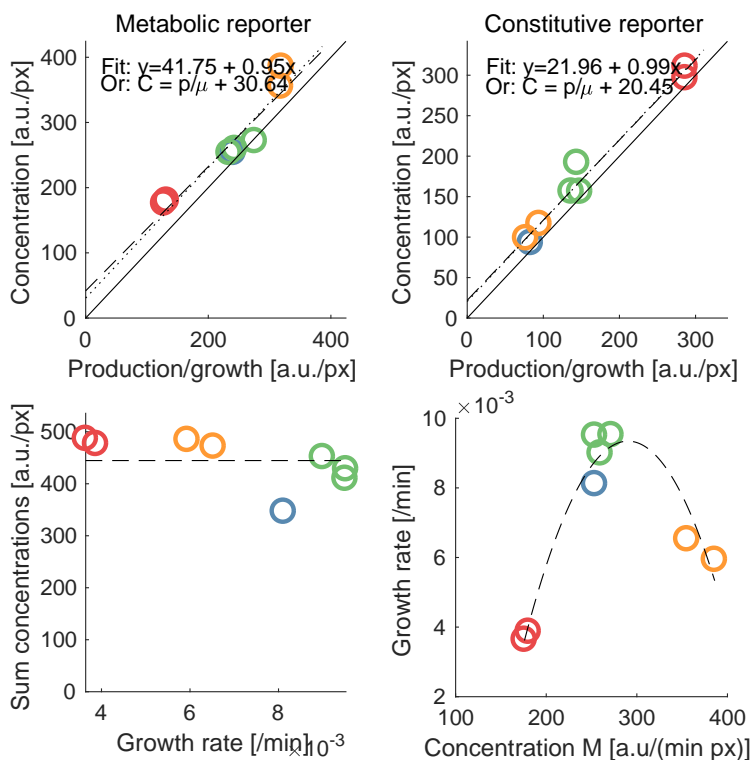 Metabolic reporter
Fit: y=41.75 + 0.95x
Or: C = p/μ + 30.64
Concentration [a.u./px]
400
300
200
100
0
0 200 400
Production/growth [a.u./px]
Constitutive reporter
Fit: y=21.96 + 0.99x
Or: C = p/μ + 20.45
Concentration [a.u./px]
300
250
200
150
100
50
0
0 100 200 300
Production/growth [a.u./px]
Sum concentrations [a.u./px]
500
400
300
200
100
0
4 6 8
×10⁻³
Growth rate [/min]
×10⁻³
Growth rate [/min]
10
8
6
4
2
100 200 300 400
Concentration M [a.u/(min px)]